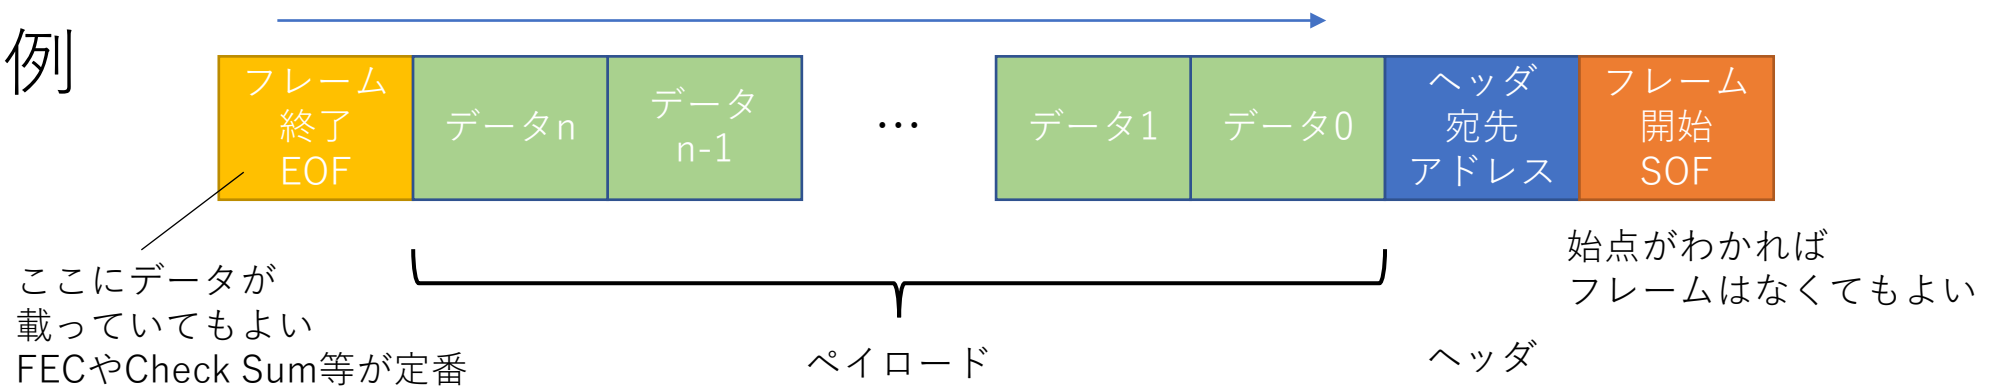 例
フレーム
終了
EOF
データn
データ
n-1
…
データ1
データ0
ヘッダ
宛先
アドレス
フレーム
開始
SOF
ここにデータが
載っていてもよい
FECやCheck Sum等が定番
ペイロード
ヘッダ
始点がわかれば
フレームはなくてもよい